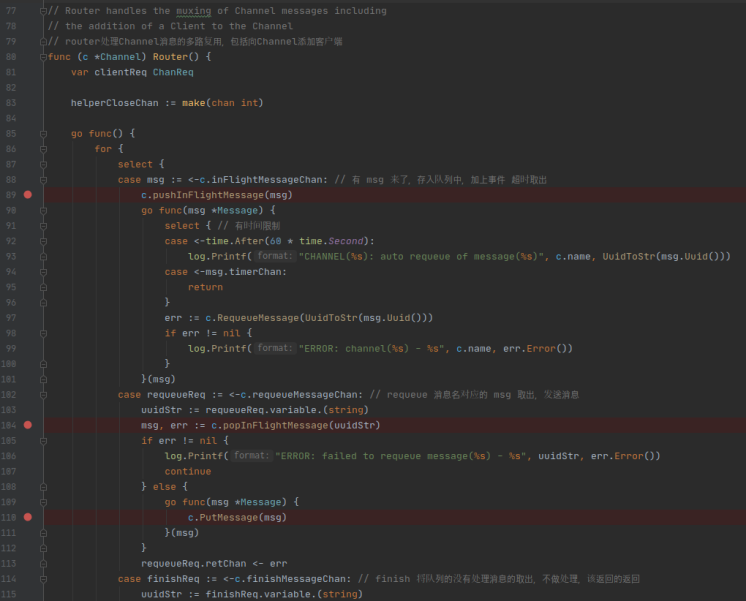 77 // Router handles the muxing of Channel messages including
78 // the addition of a Client to the Channel
79 // router处理Channel消息的多路复用，包括向Channel添加客户端
80 func (c *Channel) Router() {
81 var clientReq ChanReq
82
83 helperCloseChan := make(chan int)
84
85 go func() {
86 for {
87 select {
88 case msg := <-c.inFlightMessageChan: // 有 msg 来了，存入队列中，加上事件 超时取出
89 c.pushInFlightMessage(msg)
90 go func(msg *Message) {
91 select { // 有时间限制
92 case <-time.After(60 * time.Second):
93 log.Printf( format: "CHANNEL(%s): auto requeue of message(%s)", c.name, UuidToStr(msg.Uuid()))
94 case <-msg.timerChan:
95 return
96 }
97 err := c.RequeueMessage(UuidToStr(msg.Uuid()))
98 if err != nil {
99 log.Printf( format: "ERROR: channel(%s) - %s", c.name, err.Error())
100 }
101 }(msg)
102 case requeueReq := <-c.requeueMessageChan: // requeue 消息名对应的 msg 取出，发送消息
103 uuidStr := requeueReq.variable.(string)
104 msg, err := c.popInFlightMessage(uuidStr)
105 if err != nil {
106 log.Printf( format: "ERROR: failed to requeue message(%s) - %s", uuidStr, err.Error())
107 continue
108 } else {
109 go func(msg *Message) {
110 c.PutMessage(msg)
111 }(msg)
112 }
113 requeueReq.retChan <- err
114 case finishReq := <-c.finishMessageChan: // finish 将队列的没有处理消息的取出，不做处理，该返回的返回
115 uuidStr := finishReq.variable.(string)